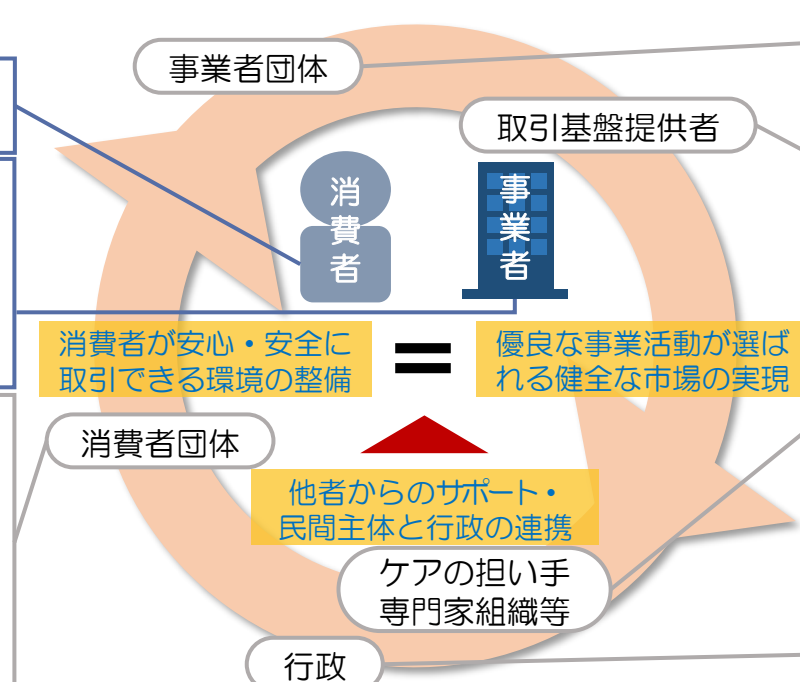 事業者団体
取引基盤提供者
消費者
事業者
消費者が安心・安全に
取引できる環境の整備
=
優良な事業活動が選ば
れる健全な市場の実現
消費者団体
他者からのサポート・
民間主体と行政の連携
ケアの担い手
専門家組織等
行政